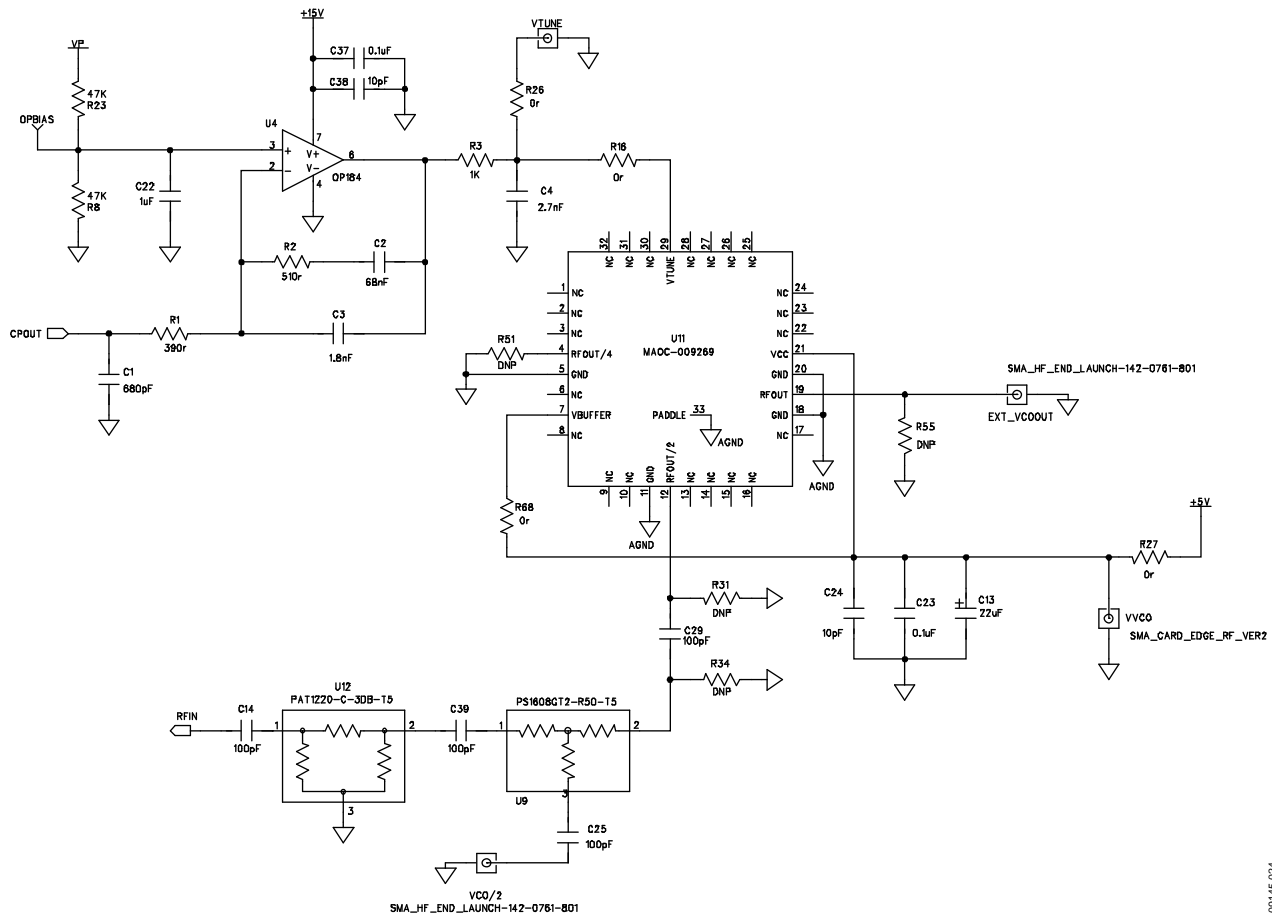 +15V
VTUNE
C37 0.1uF
C38 10pF
VP
47K
R23
OPBIAS
R26
0r
U4
3 +
2 -
7
V+
V-
4
6
OP184
R3
1K
R16
0r
C22
1uF
47K
R8
C4
2.7nF
R2
510r
C2
68nF
C3
1.8nF
CPOUT
R1
390r
C1
680pF
32 31 30 29 28 27 26 25
NC NC NC VTUNE NC NC NC NC
1 NC
2 NC
3 NC
4 RFOUT/4
5 GND
6 NC
7 VBUFFER
8 NC
U11
MAOC-009269
PADDLE 33
AGND
NC 24
NC 23
NC 22
VCC 21
GND 20
RFOUT 19
GND 18
NC 17
NC NC GND RFOUT/2 NC NC NC NC
9 10 11 12 13 14 15 16
R51
DNP
SMA_HF_END_LAUNCH-142-0761-801
EXT_VCOOUT
R55
DNP
AGND
AGND
R68
0r
+5V
R27
0r
R31
DNP
C29
100pF
R34
DNP
C24
10pF
C23
0.1uF
+ C13
22uF
VVCO
SMA_CARD_EDGE_RF_VER2
U12
PAT1220-C-3DB-T5
RFIN
C14
100pF
1 2
3
C39
100pF
PS1608GT2-R50-T5
1 2
3
U9
C25
100pF
VCO/2
SMA_HF_END_LAUNCH-142-0761-801